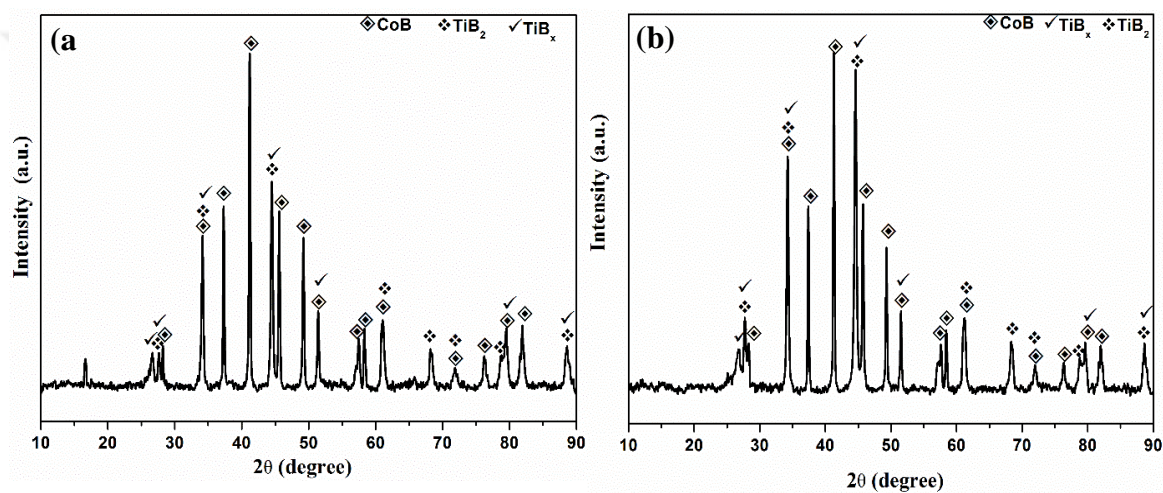 (a
◈CoB ❖TiB₂ ✓TiBₓ
Intensity (a.u.)
10 20 30 40 50 60 70 80 90
2θ (degree)
(b)
◈CoB ✓TiBₓ ❖TiB₂
Intensity (a.u.)
10 20 30 40 50 60 70 80 90
2θ (degree)